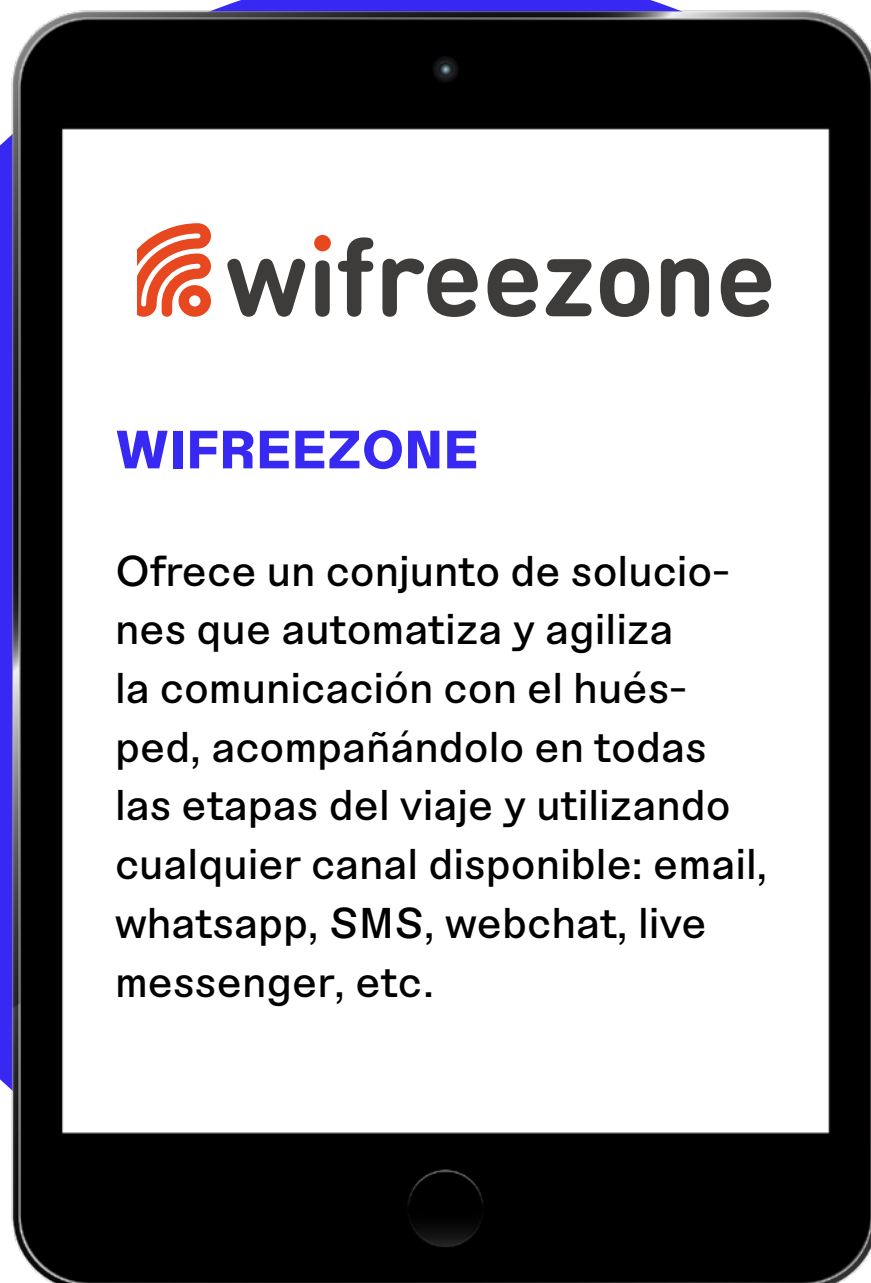 wifreezone
WIFREEZONE
Ofrece un conjunto de solucio-
nes que automatiza y agiliza
la comunicación con el hués-
ped, acompañándolo en todas
las etapas del viaje y utilizando
cualquier canal disponible: email,
whatsapp, SMS, webchat, live
messenger, etc.